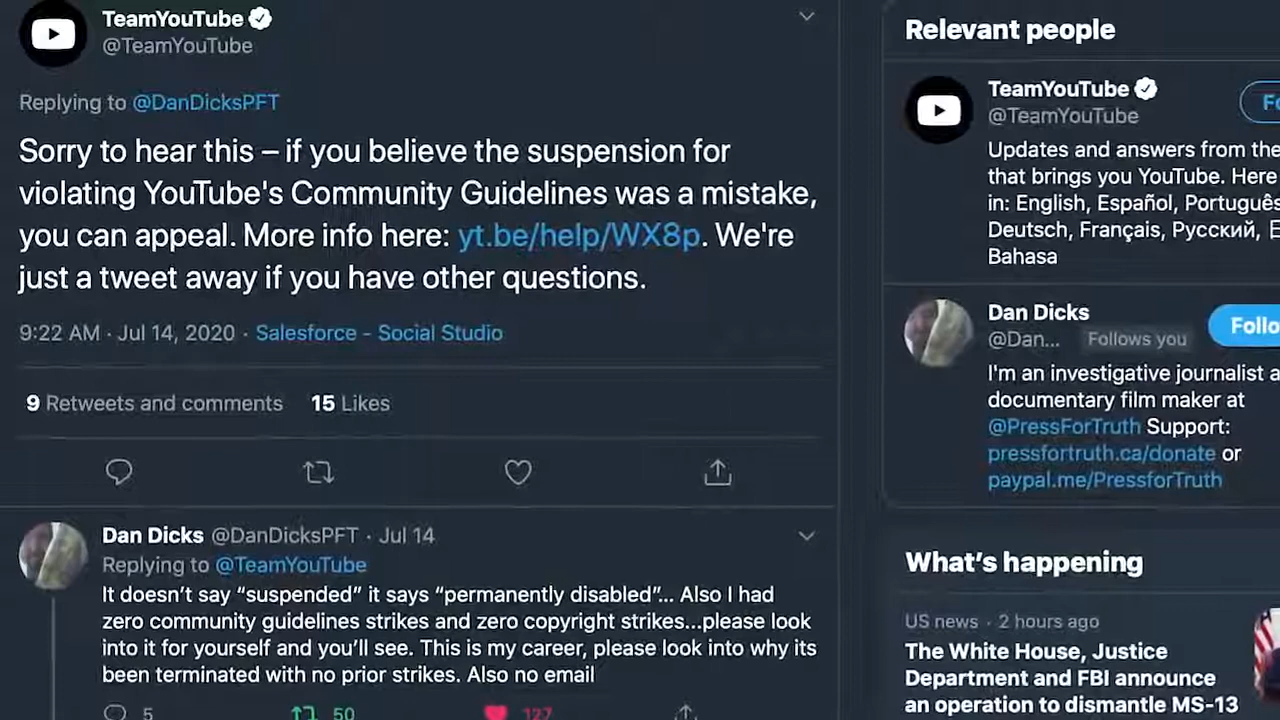 TeamYouTube
@TeamYouTube
Replying to @DanDicksPFT
Sorry to hear this – if you believe the suspension for
violating YouTube's Community Guidelines was a mistake,
you can appeal. More info here: yt.be/help/WX8p. We're
just a tweet away if you have other questions.
9:22 AM · Jul 14, 2020 · Salesforce - Social Studio
9 Retweets and comments 15 Likes
Dan Dicks @DanDicksPFT · Jul 14
Replying to @TeamYouTube
It doesn't say “suspended” it says “permanently disabled”... Also I had
zero community guidelines strikes and zero copyright strikes...please look
into it for yourself and you'll see. This is my career, please look into why its
been terminated with no prior strikes. Also no email
5 50 127
Relevant people
TeamYouTube
@TeamYouTube
Updates and answers from the
that brings you YouTube. Here
in: English, Español, Português
Deutsch, Français, Русский,
Bahasa
Dan Dicks
@Dan... Follows you
Follo
I'm an investigative journalist a
documentary film maker at
@PressForTruth Support:
pressfortruth.ca/donate or
paypal.me/PressforTruth
What's happening
US news · 2 hours ago
The White House, Justice
Department and FBI announce
an operation to dismantle MS-13